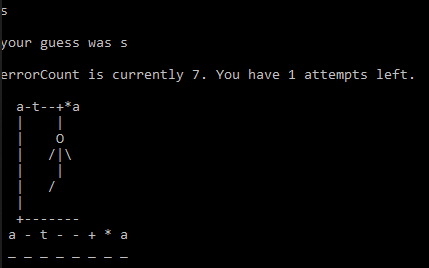 s
your guess was s
errorCount is currently 7. You have 1 attempts left.
a-t--+*a
|    |
|    O
|   /|\
|    |
|   /
|
+-------
a - t - - + * a
_ _ _ _ _ _ _ _